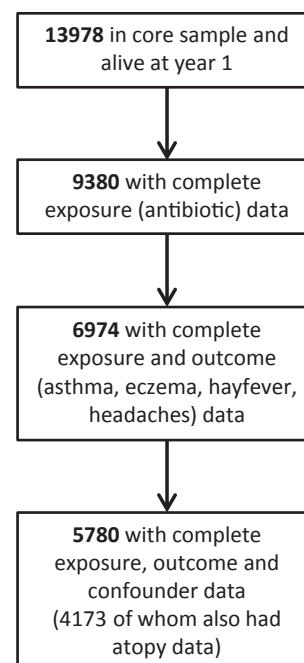 13978 in core sample and
alive at year 1
9380 with complete
exposure (antibiotic) data
6974 with complete
exposure and outcome
(asthma, eczema, hayfever,
headaches) data
5780 with complete
exposure, outcome and
confounder data
(4173 of whom also had
atopy data)